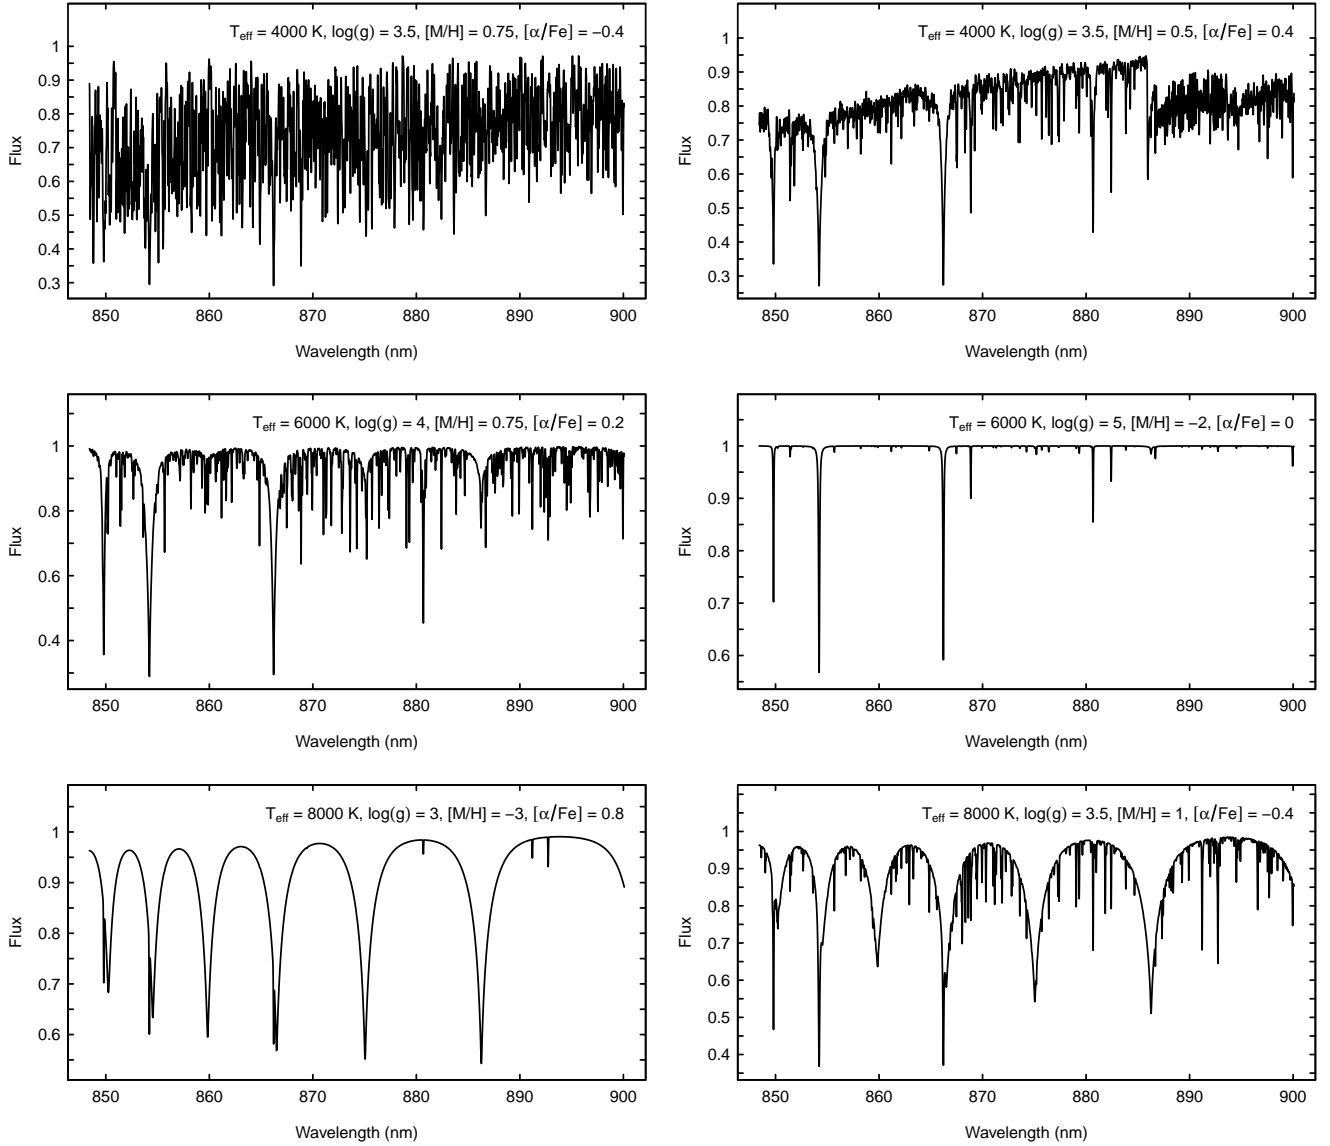 T_eff = 4000 K, log(g) = 3.5, [M/H] = 0.75, [α/Fe] = −0.4
1
0.9
0.8
0.7
0.6
0.5
0.4
0.3
Flux
850 860 870 880 890 900
Wavelength (nm)
T_eff = 4000 K, log(g) = 3.5, [M/H] = 0.5, [α/Fe] = 0.4
1
0.9
0.8
0.7
0.6
0.5
0.4
0.3
Flux
850 860 870 880 890 900
Wavelength (nm)
T_eff = 6000 K, log(g) = 4, [M/H] = 0.75, [α/Fe] = 0.2
1
0.8
0.6
0.4
Flux
850 860 870 880 890 900
Wavelength (nm)
T_eff = 6000 K, log(g) = 5, [M/H] = −2, [α/Fe] = 0
1
0.9
0.8
0.7
0.6
Flux
850 860 870 880 890 900
Wavelength (nm)
T_eff = 8000 K, log(g) = 3, [M/H] = −3, [α/Fe] = 0.8
1
0.9
0.8
0.7
0.6
Flux
850 860 870 880 890 900
Wavelength (nm)
T_eff = 8000 K, log(g) = 3.5, [M/H] = 1, [α/Fe] = −0.4
1
0.9
0.8
0.7
0.6
0.5
0.4
Flux
850 860 870 880 890 900
Wavelength (nm)